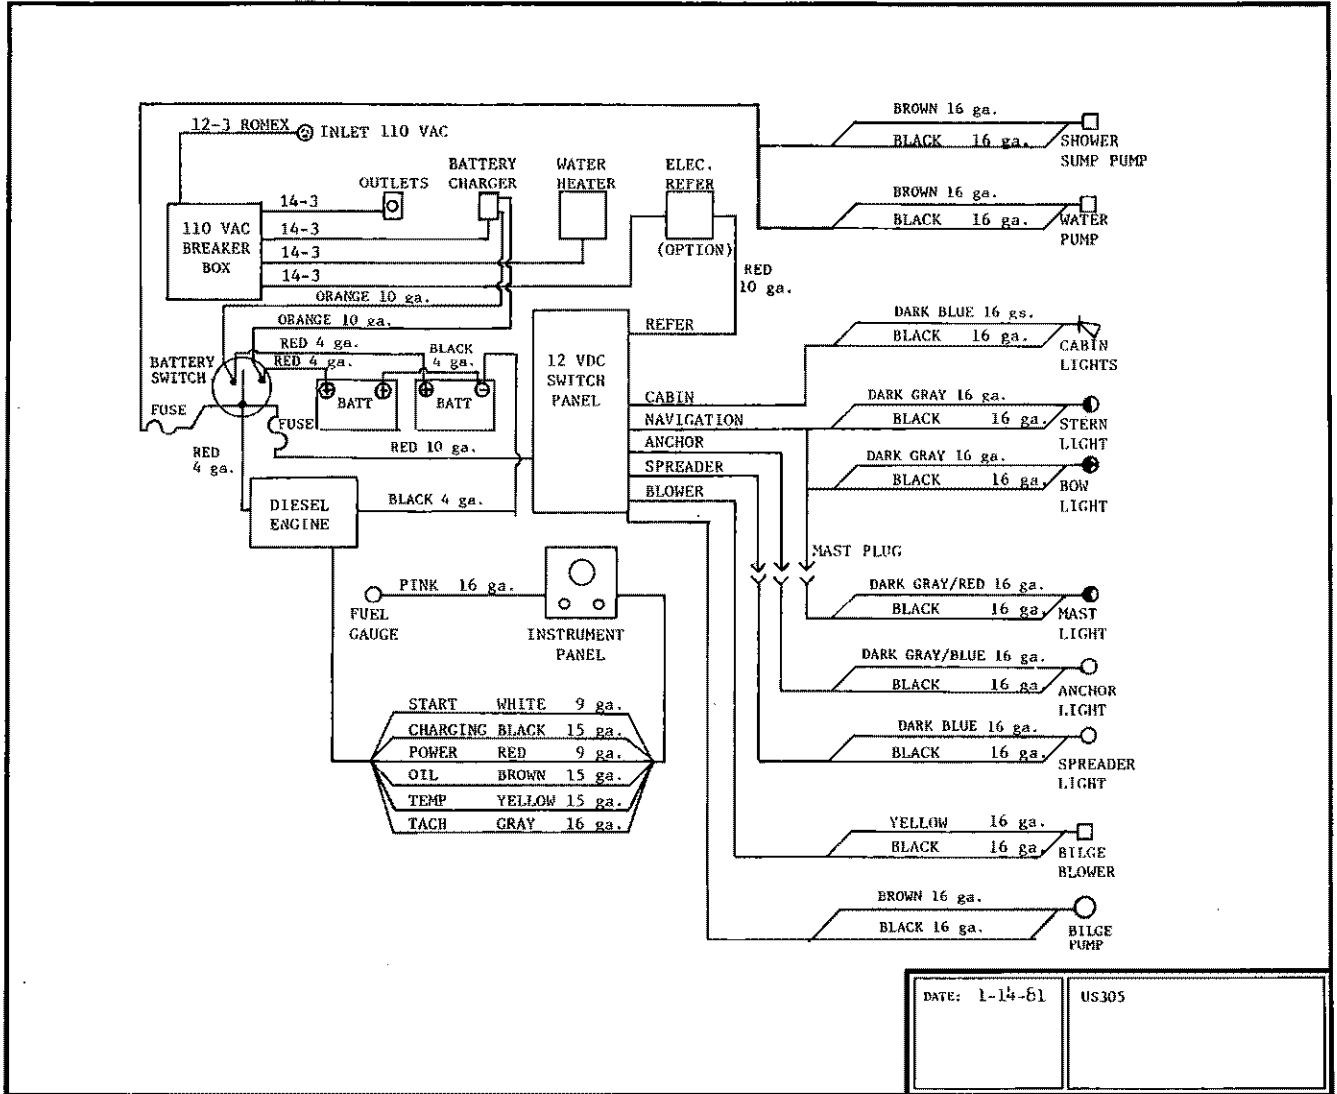 BROWN 16 ga.
BLACK 16 ga.
SHOWER
SUMP PUMP
12-3 ROMEX
INLET 110 VAC
BATTERY
CHARGER
WATER
HEATER
ELEC.
REFER
(OPTION)
OUTLETS
14-3
14-3
14-3
14-3
110 VAC
BREAKER
BOX
BROWN 16 ga.
BLACK 16 ga.
WATER
PUMP
RED
10 ga.
ORANGE 10 ga.
ORANGE 10 ga.
RED 4 ga.
RED 4 ga.
BLACK
4 ga.
BATTERY
SWITCH
FUSE
FUSE
BATT
BATT
RED
4 ga.
RED 10 ga.
12 VDC
SWITCH
PANEL
REFER
CABIN
NAVIGATION
ANCHOR
SPREADER
BLOWER
DARK BLUE 16 gs.
BLACK 16 ga.
CABIN
LIGHTS
DARK GRAY 16 ga.
BLACK 16 ga.
STERN
LIGHT
DARK GRAY 16 ga.
BLACK 16 ga.
BOW
LIGHT
DIESEL
ENGINE
BLACK 4 ga.
MAST PLUG
PINK 16 ga.
FUEL
GAUGE
INSTRUMENT
PANEL
DARK GRAY/RED 16 ga.
BLACK 16 ga.
MAST
LIGHT
DARK GRAY/BLUE 16 ga.
BLACK 16 ga.
ANCHOR
LIGHT
START WHITE 9 ga.
CHARGING BLACK 15 ga.
POWER RED 9 ga.
OIL BROWN 15 ga.
TEMP YELLOW 15 ga.
TACH GRAY 16 ga.
DARK BLUE 16 ga.
BLACK 16 ga.
SPREADER
LIGHT
YELLOW 16 ga.
BLACK 16 ga.
BILGE
BLOWER
BROWN 16 ga.
BLACK 16 ga.
BILGE
PUMP
DATE: 1-14-81
US305